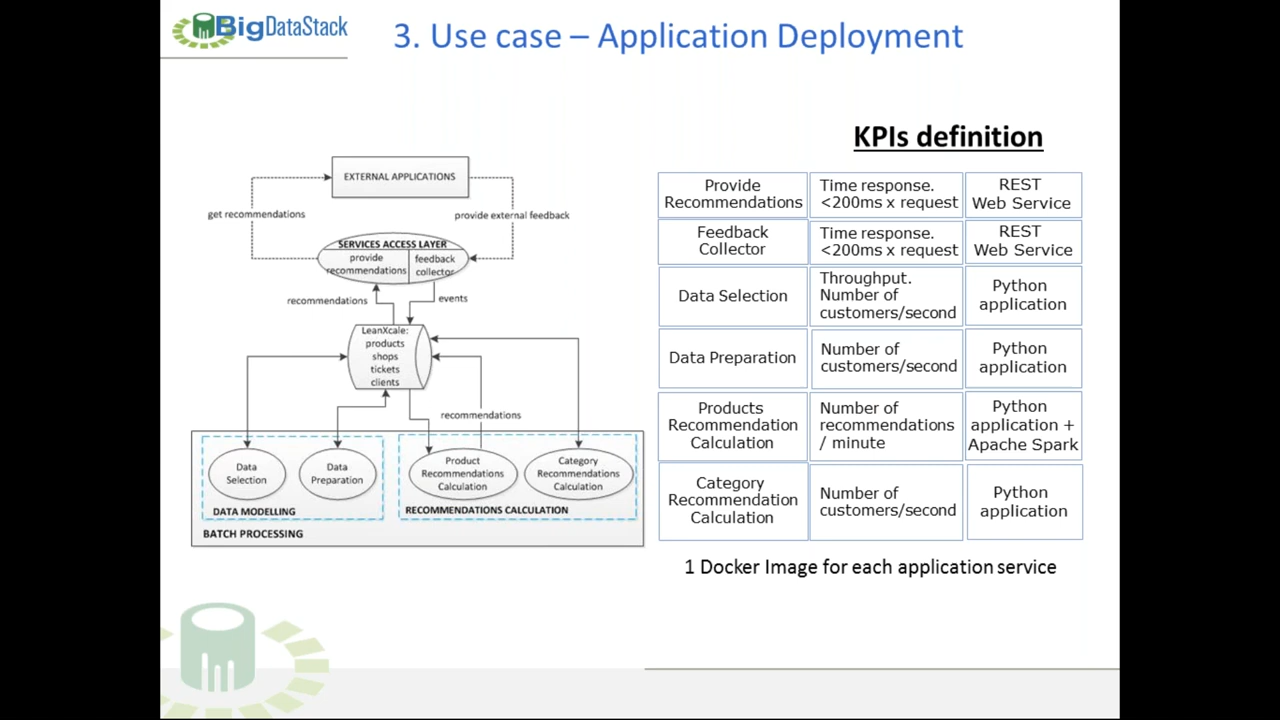 BigDataStack
3. Use case – Application Deployment
KPIs definition
EXTERNAL APPLICATIONS
get recommendations
provide external feedback
SERVICES ACCESS LAYER
provide
recommendations
feedback
collector
recommendations
events
LeanXcale:
products
shops
tickets
clients
recommendations
Data
Selection
Data
Preparation
DATA MODELLING
Product
Recommendations
Calculation
Category
Recommendations
Calculation
RECOMMENDATIONS CALCULATION
BATCH PROCESSING
Provide
Recommendations
Time response.
<200ms x request
REST
Web Service
Feedback
Collector
Time response.
<200ms x request
REST
Web Service
Data Selection
Throughput.
Number of
customers/second
Python
application
Data Preparation
Number of
customers/second
Python
application
Products
Recommendation
Calculation
Number of
recommendations
/ minute
Python
application +
Apache Spark
Category
Recommendation
Calculation
Number of
customers/second
Python
application
1 Docker Image for each application service